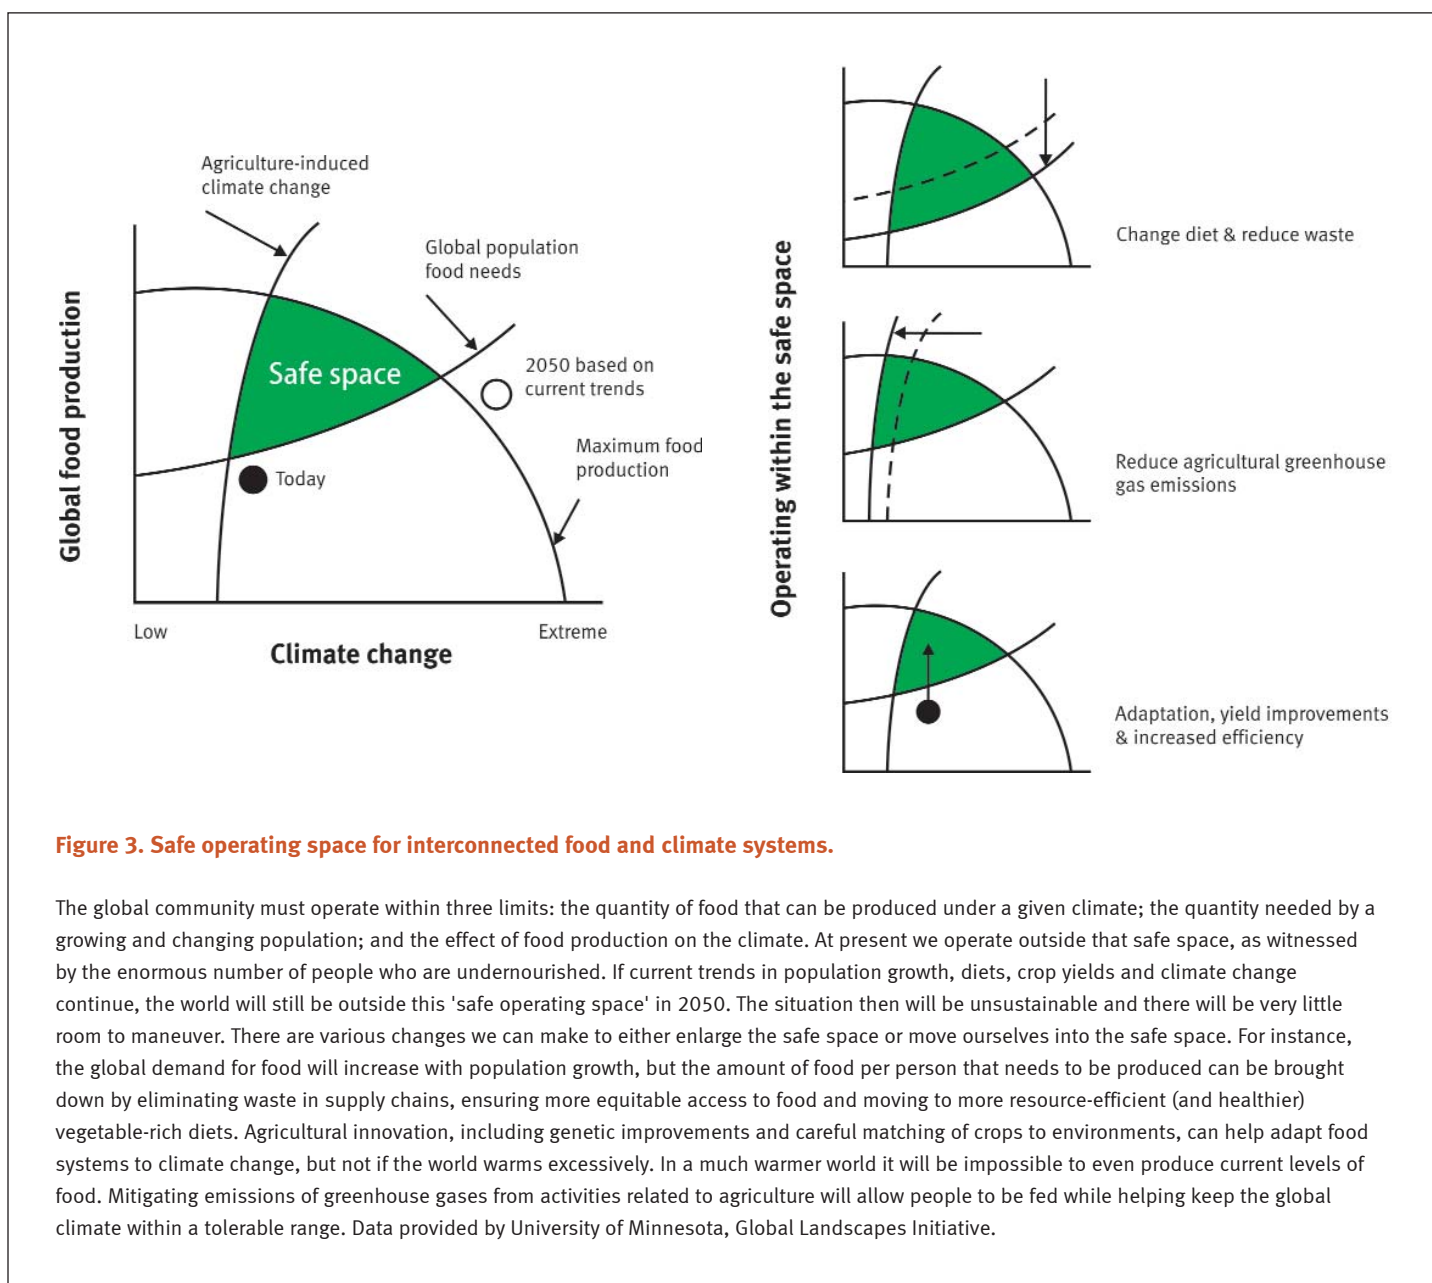 Agriculture-induced
climate change
Global population
food needs
Safe space
2050 based on
current trends
Maximum food
production
Today
Global food production
Low
Extreme
Climate change
Operating within the safe space
Change diet & reduce waste
Reduce agricultural greenhouse
gas emissions
Adaptation, yield improvements
& increased efficiency
Figure 3. Safe operating space for interconnected food and climate systems.
The global community must operate within three limits: the quantity of food that can be produced under a given climate; the quantity needed by a
growing and changing population; and the effect of food production on the climate. At present we operate outside that safe space, as witnessed
by the enormous number of people who are undernourished. If current trends in population growth, diets, crop yields and climate change
continue, the world will still be outside this 'safe operating space' in 2050. The situation then will be unsustainable and there will be very little
room to maneuver. There are various changes we can make to either enlarge the safe space or move ourselves into the safe space. For instance,
the global demand for food will increase with population growth, but the amount of food per person that needs to be produced can be brought
down by eliminating waste in supply chains, ensuring more equitable access to food and moving to more resource-efficient (and healthier)
vegetable-rich diets. Agricultural innovation, including genetic improvements and careful matching of crops to environments, can help adapt food
systems to climate change, but not if the world warms excessively. In a much warmer world it will be impossible to even produce current levels of
food. Mitigating emissions of greenhouse gases from activities related to agriculture will allow people to be fed while helping keep the global
climate within a tolerable range. Data provided by University of Minnesota, Global Landscapes Initiative.